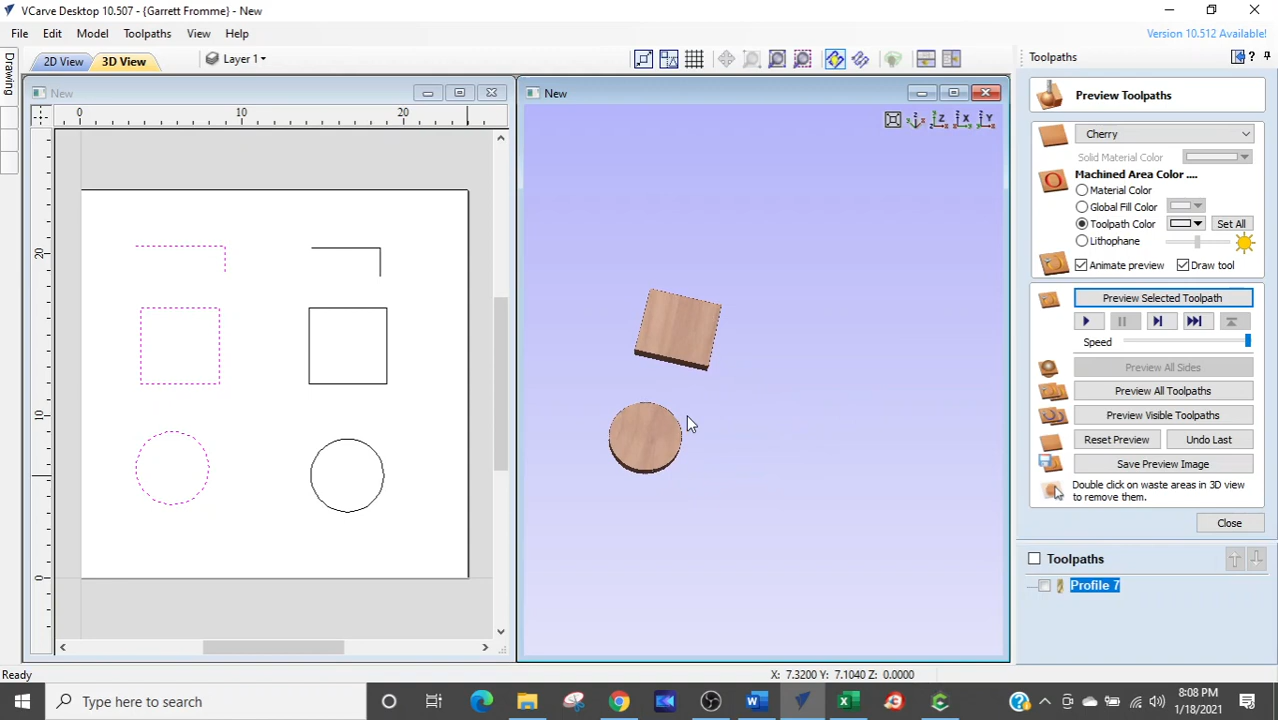 VCarve Desktop 10.507 - {Garrett Fromme} - New
File Edit Model Toolpaths View Help
Version 10.512 Available!
2D View 3D View Layer 1
Toolpaths
Drawing
New
New
Preview Toolpaths
0 10 20
Cherry
Solid Material Color
Machined Area Color ....
Material Color
Global Fill Color
Toolpath Color Set All
Lithophane
Animate preview Draw tool
20
Preview Selected Toolpath
Speed
Preview All Sides
Preview All Toolpaths
10
Preview Visible Toolpaths
Reset Preview Undo Last
Save Preview Image
Double click on waste areas in 3D view
to remove them.
Close
Toolpaths
0
Profile 7
Z X Y
Ready
X: 7.3200 Y: 7.1040 Z: 0.0000
Type here to search
8:08 PM
1/18/2021